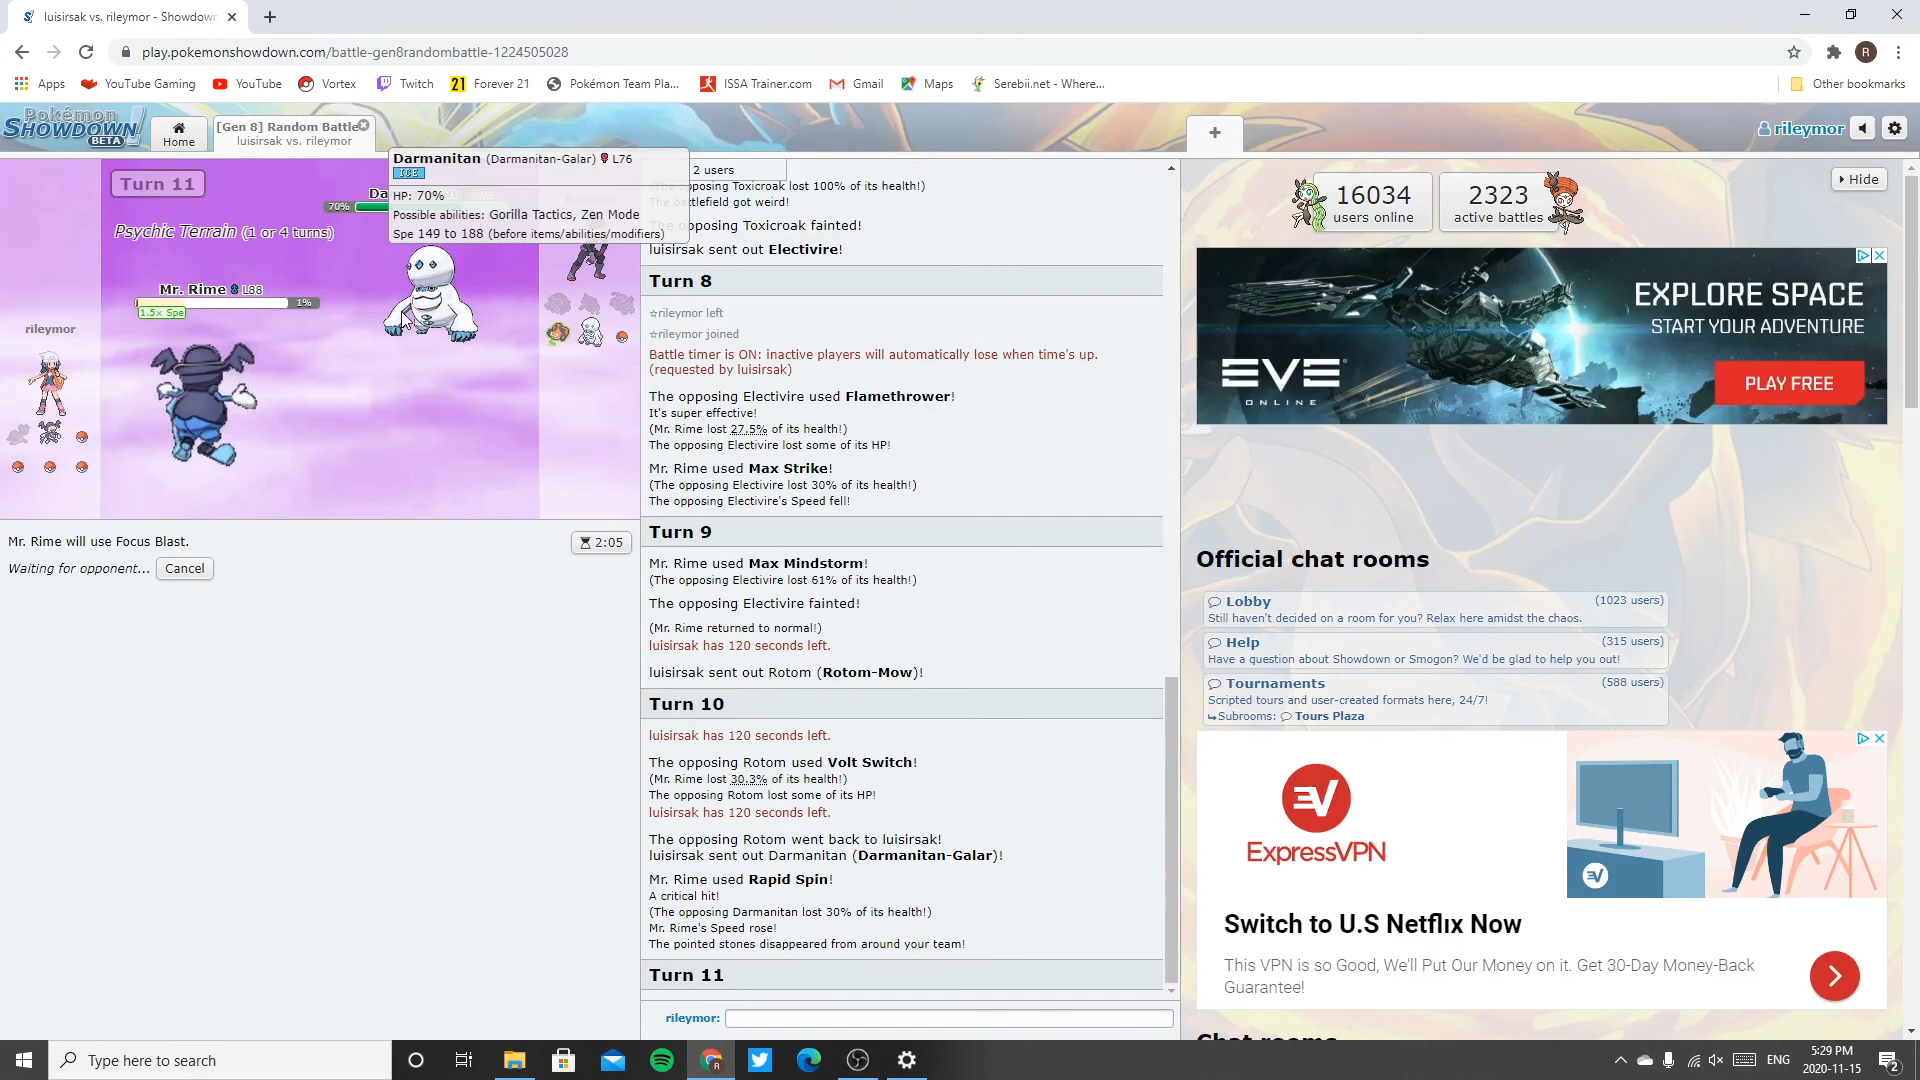 luisirsak vs. rileymor - Showdown
play.pokemonshowdown.com/battle-gen8randombattle-1224505028
R
Apps
YouTube Gaming
YouTube
Vortex
Twitch
21 Forever 21
Pokémon Team Pla...
ISSA Trainer.com
Gmail
Maps
Serebii.net - Where...
Other bookmarks
Pokémon
SHOWDOWN!
BETA
Home
[Gen 8] Random Battle
luisirsak vs. rileymor
rileymor
Turn 11
70%
Psychic Terrain (1 or 4 turns)
Darmanitan (Darmanitan-Galar) L76
ICE
HP: 70%
Possible abilities: Gorilla Tactics, Zen Mode
Spe 149 to 188 (before items/abilities/modifiers)
Mr. Rime L88
1%
1.5x Spe
rileymor
Mr. Rime will use Focus Blast.
2:05
Waiting for opponent...
Cancel
2 users
opposing Toxicroak lost 100% of its health!)
The battlefield got weird!
opposing Toxicroak fainted!
luisirsak sent out Electivire!
Turn 8
☆rileymor left
☆rileymor joined
Battle timer is ON: inactive players will automatically lose when time's up.
(requested by luisirsak)
The opposing Electivire used Flamethrower!
It's super effective!
(Mr. Rime lost 27.5% of its health!)
The opposing Electivire lost some of its HP!
Mr. Rime used Max Strike!
(The opposing Electivire lost 30% of its health!)
The opposing Electivire's Speed fell!
Turn 9
Mr. Rime used Max Mindstorm!
(The opposing Electivire lost 61% of its health!)
The opposing Electivire fainted!
(Mr. Rime returned to normal!)
luisirsak has 120 seconds left.
luisirsak sent out Rotom (Rotom-Mow)!
Turn 10
luisirsak has 120 seconds left.
The opposing Rotom used Volt Switch!
(Mr. Rime lost 30.3% of its health!)
The opposing Rotom lost some of its HP!
luisirsak has 120 seconds left.
The opposing Rotom went back to luisirsak!
luisirsak sent out Darmanitan (Darmanitan-Galar)!
Mr. Rime used Rapid Spin!
A critical hit!
(The opposing Darmanitan lost 30% of its health!)
Mr. Rime's Speed rose!
The pointed stones disappeared from around your team!
Turn 11
rileymor:
16034
users online
2323
active battles
Hide
EXPLORE SPACE
START YOUR ADVENTURE
EVE
ONLINE
PLAY FREE
Official chat rooms
Lobby
(1023 users)
Still haven't decided on a room for you? Relax here amidst the chaos.
Help
(315 users)
Have a question about Showdown or Smogon? We'd be glad to help you out!
Tournaments
(588 users)
Scripted tours and user-created formats here, 24/7!
Subrooms: Tours Plaza
ExpressVPN
Switch to U.S Netflix Now
This VPN is so Good, We'll Put Our Money on it. Get 30-Day Money-Back
Guarantee!
Chat rooms
Type here to search
ENG
5:29 PM
2020-11-15
2